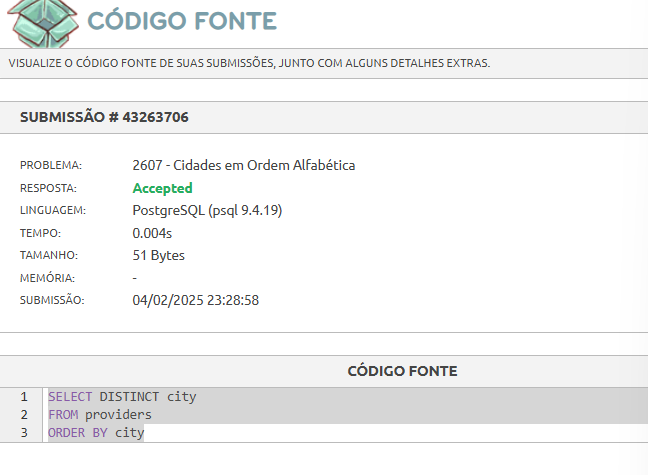 CÓDIGO FONTE
VISUALIZE O CÓDIGO FONTE DE SUAS SUBMISSÕES, JUNTO COM ALGUNS DETALHES EXTRAS.
SUBMISSÃO # 43263706
PROBLEMA: 2607 - Cidades em Ordem Alfabética
RESPOSTA: Accepted
LINGUAGEM: PostgreSQL (psql 9.4.19)
TEMPO: 0.004s
TAMANHO: 51 Bytes
MEMÓRIA: -
SUBMISSÃO: 04/02/2025 23:28:58
CÓDIGO FONTE
1 SELECT DISTINCT city
2 FROM providers
3 ORDER BY city